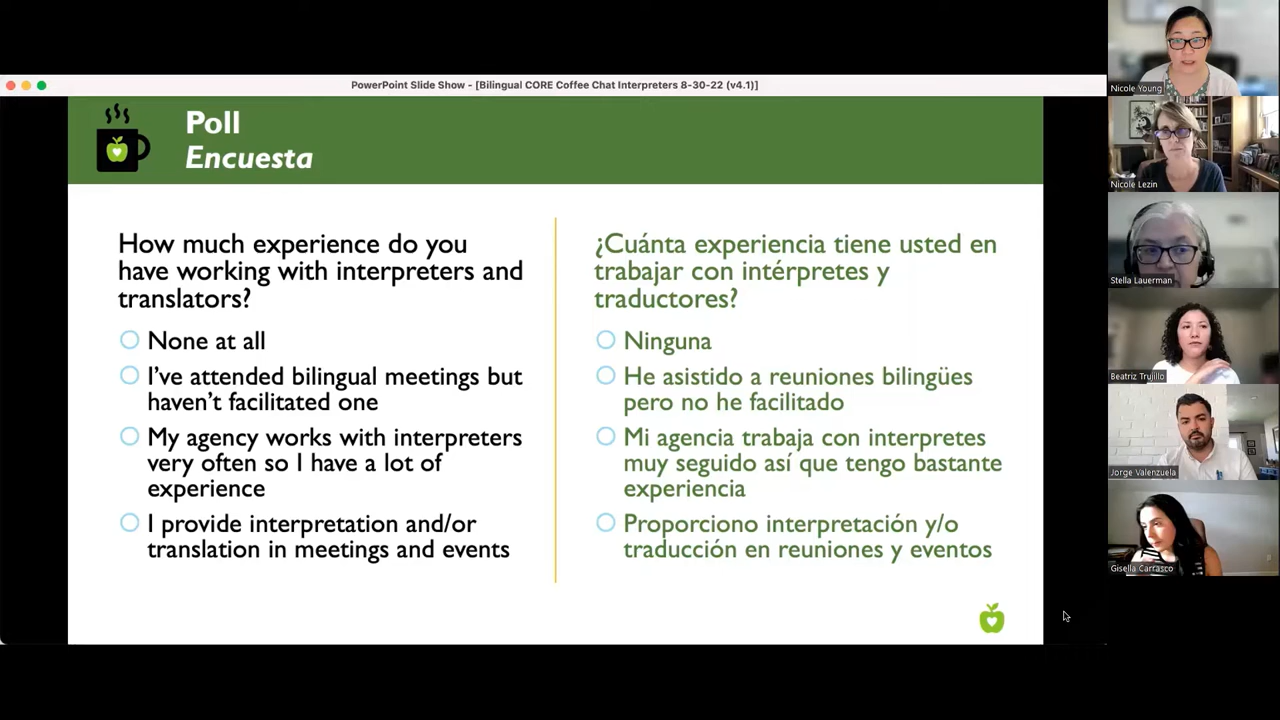 PowerPoint Slide Show - [Bilingual CORE Coffee Chat Interpreters 8-30-22 (v4.1)]
Poll
Encuesta
How much experience do you
have working with interpreters and
translators?
None at all
I've attended bilingual meetings but
haven't facilitated one
My agency works with interpreters
very often so I have a lot of
experience
I provide interpretation and/or
translation in meetings and events
¿Cuánta experiencia tiene usted en
trabajar con intérpretes y
traductores?
Ninguna
He asistido a reuniones bilingües
pero no he facilitado
Mi agencia trabaja con interpretes
muy seguido así que tengo bastante
experiencia
Proporciono interpretación y/o
traducción en reuniones y eventos
Nicole Young
Nicole Lezin
Stella Lauerman
Beatriz Trujillo
Jorge Valenzuela
Gisella Carrasco